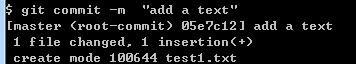 $ git commit -m  "add a text"
[master (root-commit) 05e7c12] add a text
 1 file changed, 1 insertion(+)
 create mode 100644 test1.txt